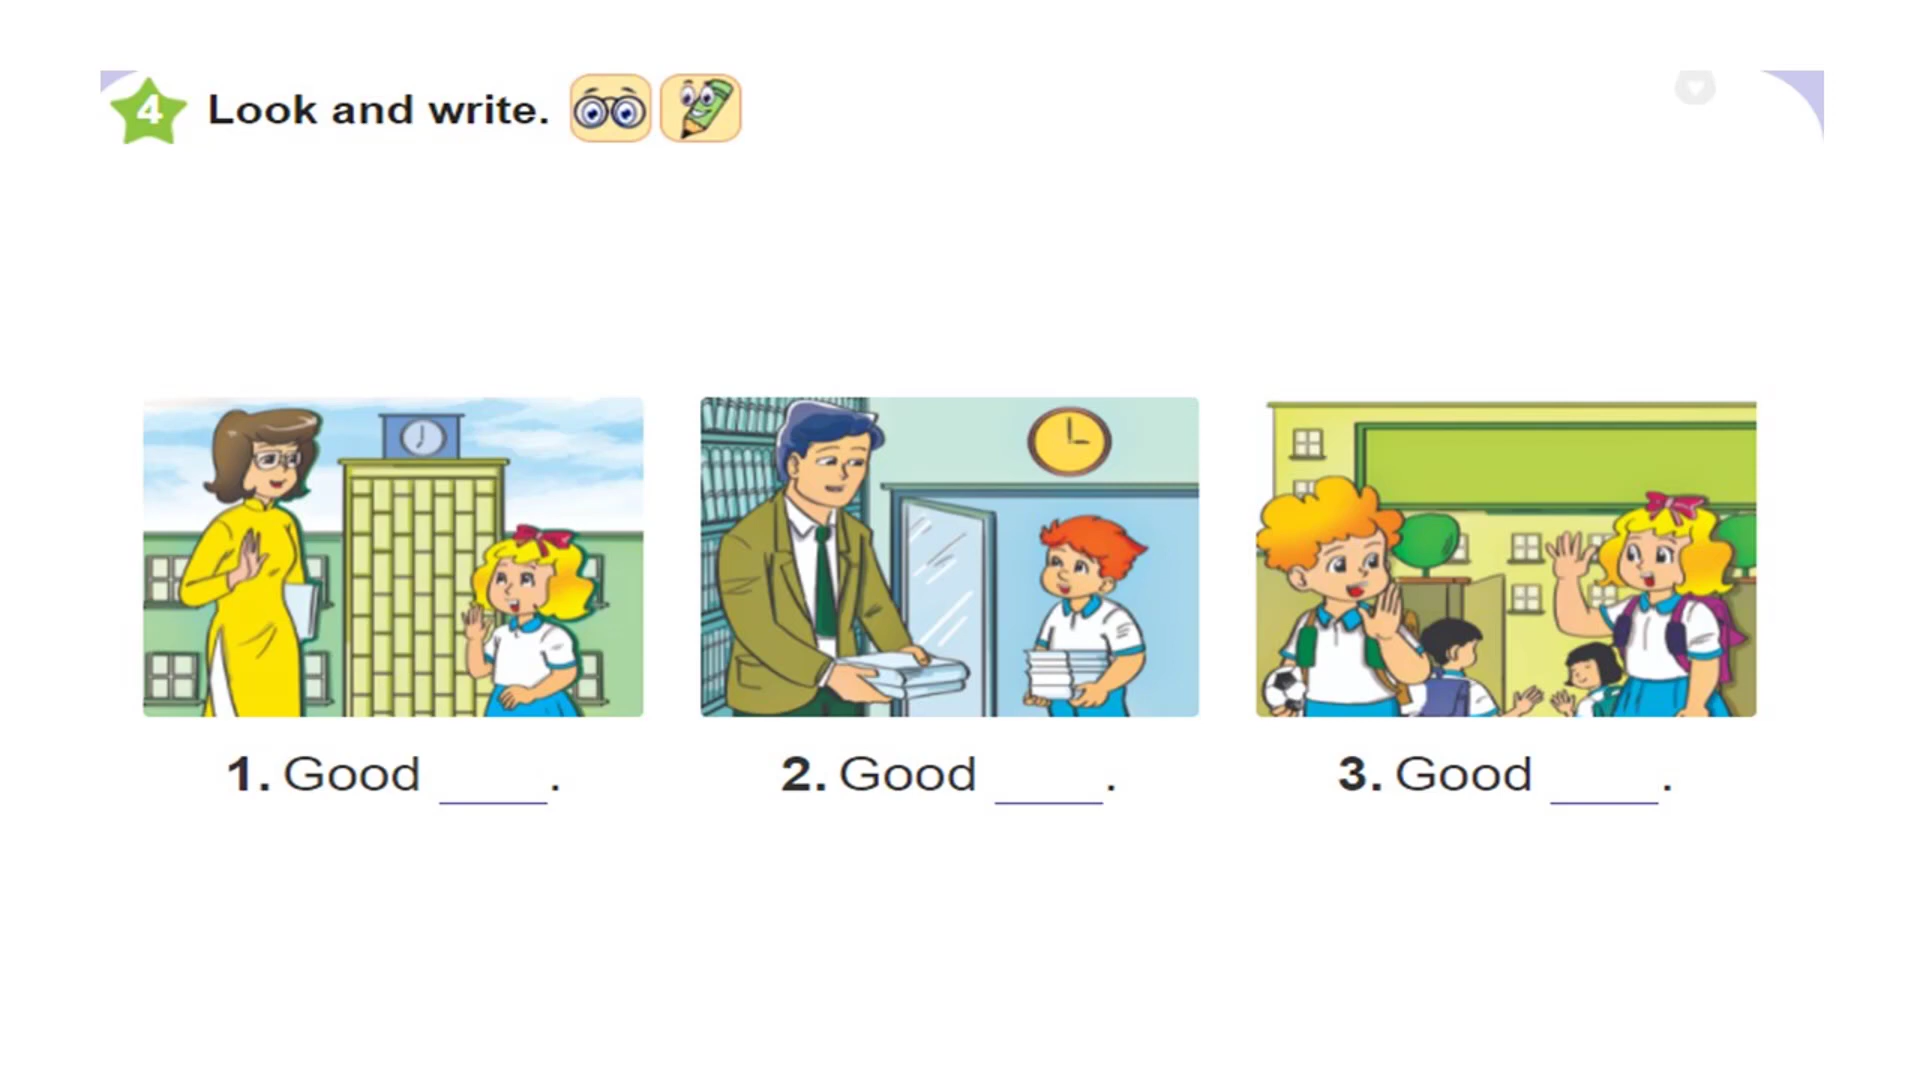 4 Look and write.
1. Good ____.
2. Good ____.
3. Good ____.